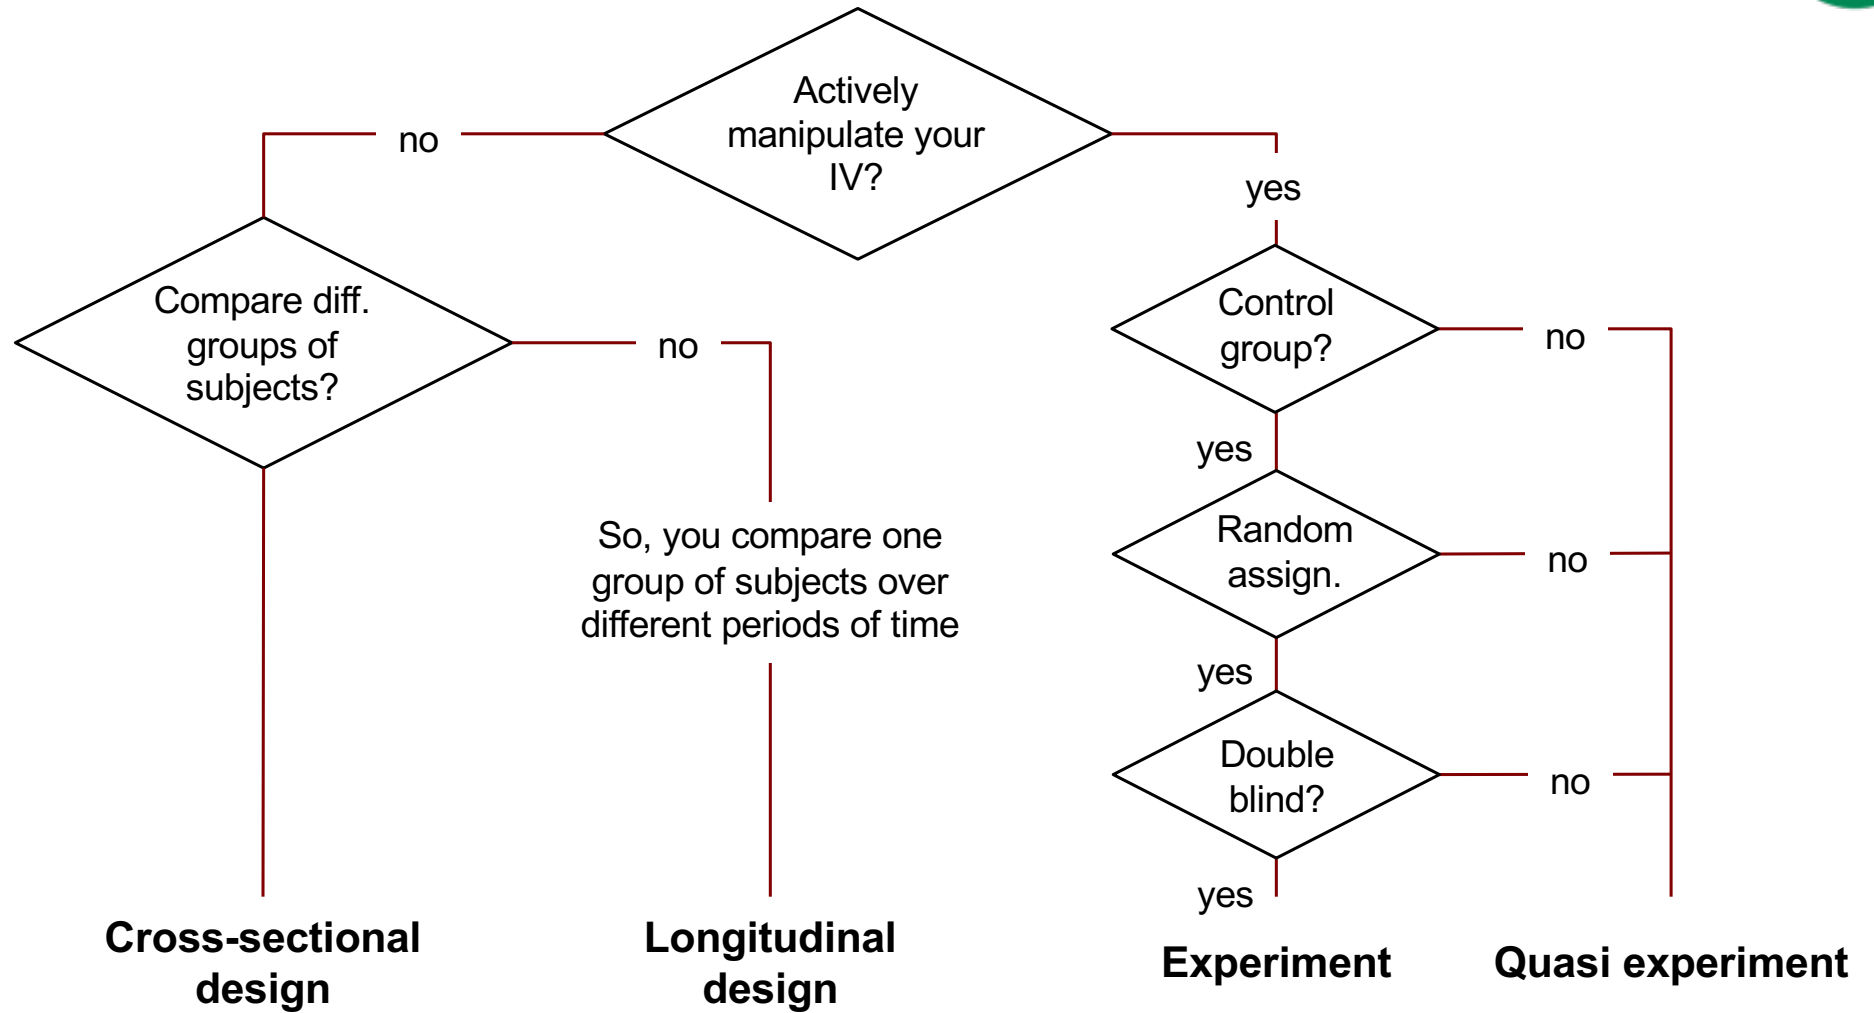 Actively
manipulate your
IV?
no
yes
Compare diff.
groups of
subjects?
no
So, you compare one
group of subjects over
different periods of time
Control
group?
no
yes
Random
assign.
no
yes
Double
blind?
no
yes
Cross-sectional
design
Longitudinal
design
Experiment
Quasi experiment